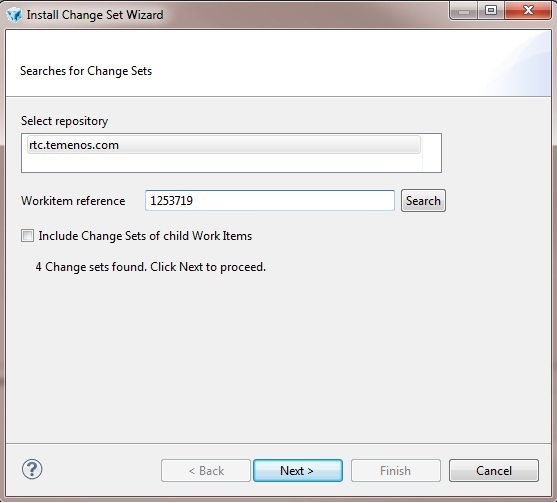 Install Change Set Wizard
Searches for Change Sets
Select repository
rtc.temenos.com
Workitem reference 1253719 Search
Include Change Sets of child Work Items
4 Change sets found. Click Next to proceed.
? < Back Next > Finish Cancel